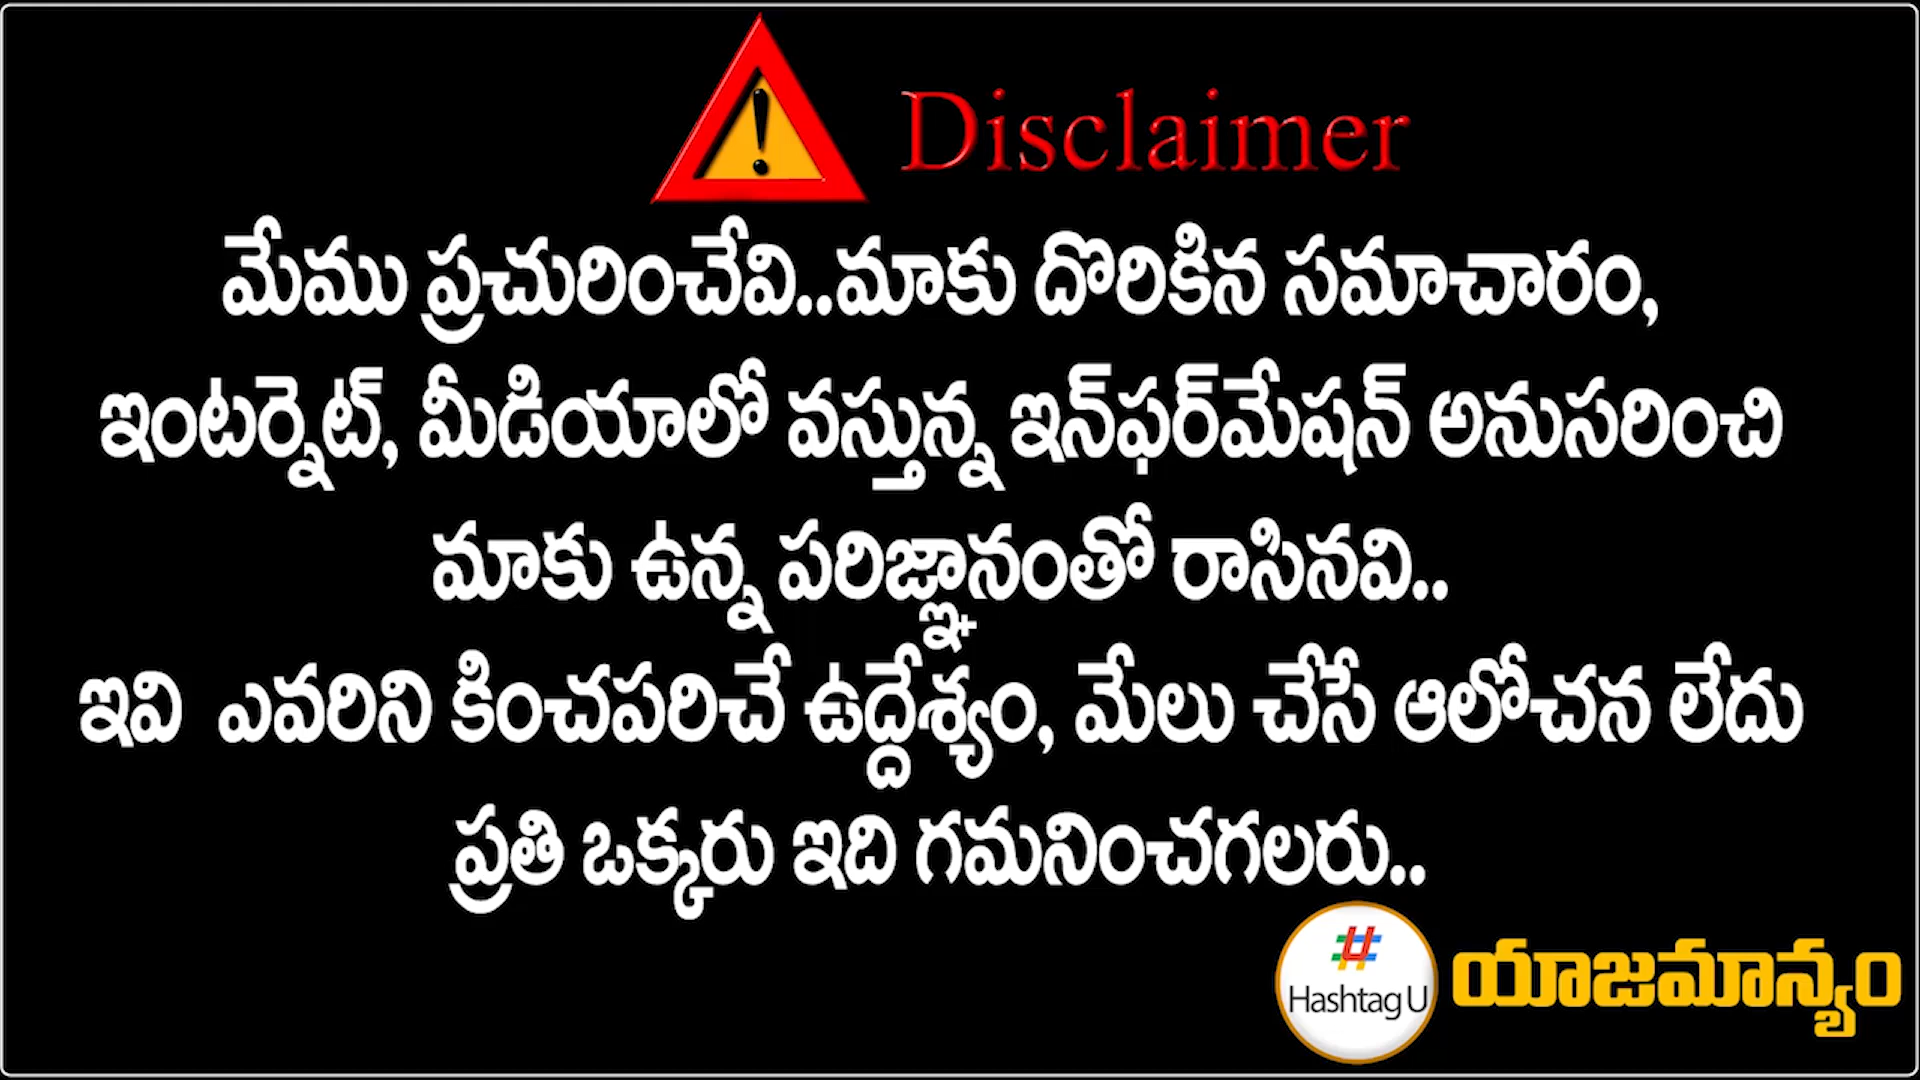 Disclaimer
మేము ప్రచురించేవి..మాకు దొరికిన సమాచారం,
ఇంటర్నెట్, మీడియాలో వస్తున్న ఇన్‌ఫర్‌మేషన్ అనుసరించి
మాకు ఉన్న పరిజ్ఞానంతో రాసినవి..
ఇవి ఎవరిని కించపరిచే ఉద్దేశ్యం, మేలు చేసే ఆలోచన లేదు
ప్రతి ఒక్కరు ఇది గమనించగలరు..
Hashtag U యాజమాన్యం